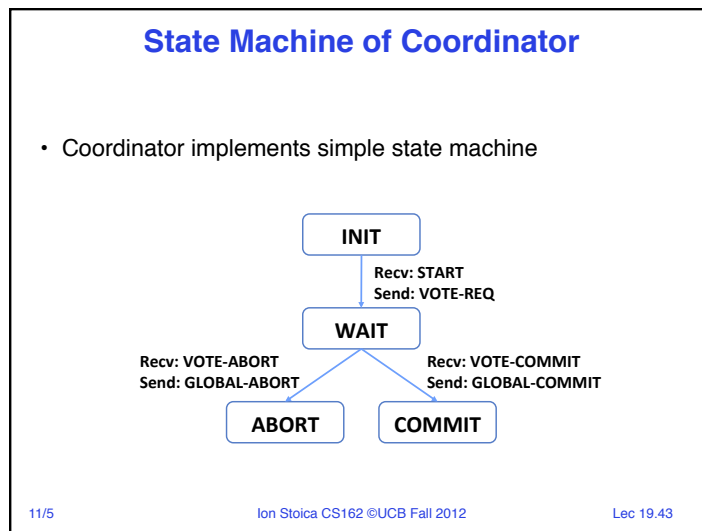 State Machine of Coordinator
• Coordinator implements simple state machine
INIT
Recv: START
Send: VOTE-REQ
WAIT
Recv: VOTE-ABORT
Send: GLOBAL-ABORT
Recv: VOTE-COMMIT
Send: GLOBAL-COMMIT
ABORT
COMMIT
11/5
Ion Stoica CS162 ©UCB Fall 2012
Lec 19.43